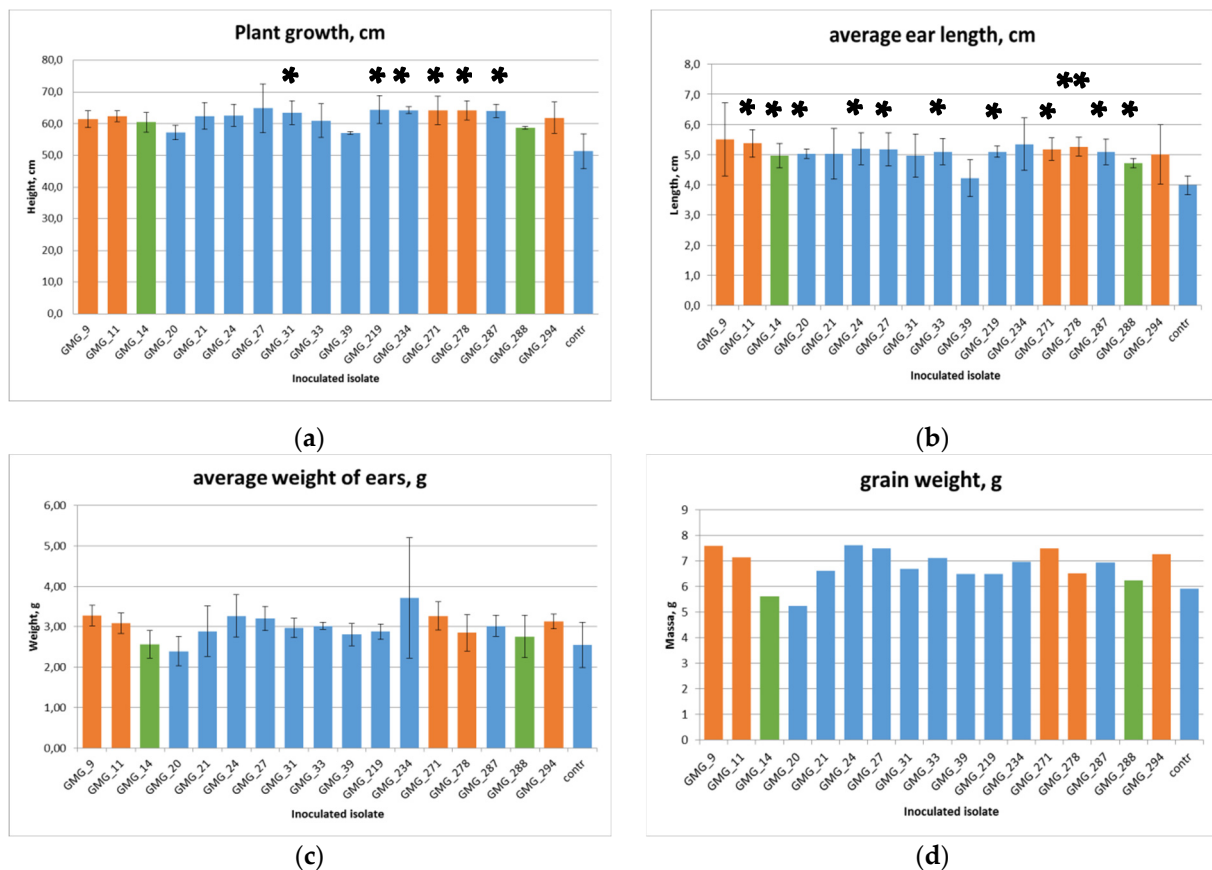 Plant growth, cm
✱ ✱ ✱ ✱ ✱ ✱
80,0
70,0
60,0
50,0
40,0
30,0
20,0
10,0
0,0
Height, cm
GMG_9 GMG_11 GMG_14 GMG_20 GMG_21 GMG_24 GMG_27 GMG_31 GMG_33 GMG_39 GMG_219 GMG_234 GMG_271 GMG_278 GMG_287 GMG_288 GMG_294 contr
Inoculated isolate
(a)
average ear length, cm
✱✱
✱ ✱ ✱ ✱ ✱ ✱ ✱ ✱ ✱ ✱
8,0
7,0
6,0
5,0
4,0
3,0
2,0
1,0
0,0
Length, cm
GMG_9 GMG_11 GMG_14 GMG_20 GMG_21 GMG_24 GMG_27 GMG_31 GMG_33 GMG_39 GMG_219 GMG_234 GMG_271 GMG_278 GMG_287 GMG_288 GMG_294 contr
Inoculated isolate
(b)
average weight of ears, g
6,00
5,00
4,00
3,00
2,00
1,00
0,00
Weight, g
GMG_9 GMG_11 GMG_14 GMG_20 GMG_21 GMG_24 GMG_27 GMG_31 GMG_33 GMG_39 GMG_219 GMG_234 GMG_271 GMG_278 GMG_287 GMG_288 GMG_294 contr
Inoculated isolate
(c)
grain weight, g
9
8
7
6
5
4
3
2
1
0
Massa, g
GMG_9 GMG_11 GMG_14 GMG_20 GMG_21 GMG_24 GMG_27 GMG_31 GMG_33 GMG_39 GMG_219 GMG_234 GMG_271 GMG_278 GMG_287 GMG_288 GMG_294 contr
Inoculated isolate
(d)